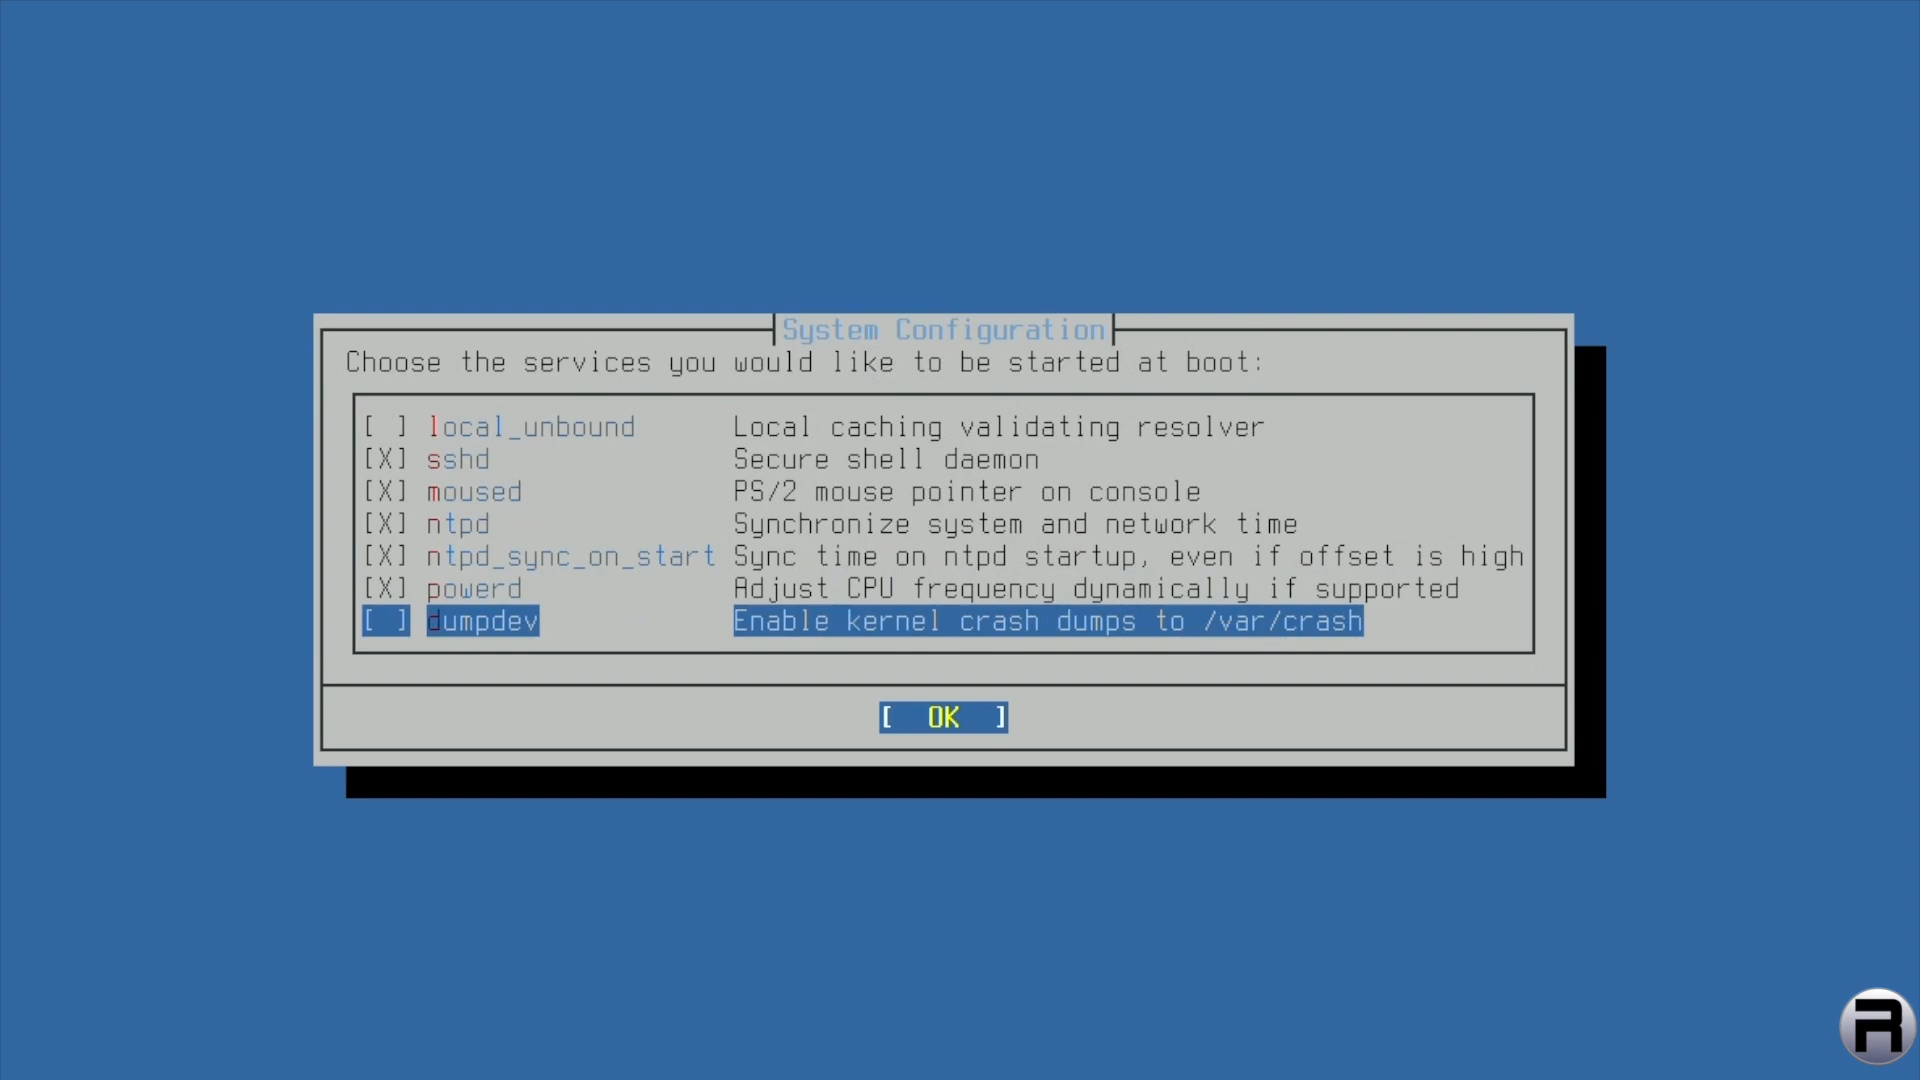 System Configuration
Choose the services you would like to be started at boot:
[ ] local_unbound Local caching validating resolver
[X] sshd Secure shell daemon
[X] moused PS/2 mouse pointer on console
[X] ntpd Synchronize system and network time
[X] ntpd_sync_on_start Sync time on ntpd startup, even if offset is high
[X] powerd Adjust CPU frequency dynamically if supported
[ ] dumpdev Enable kernel crash dumps to /var/crash
[ OK ]
R